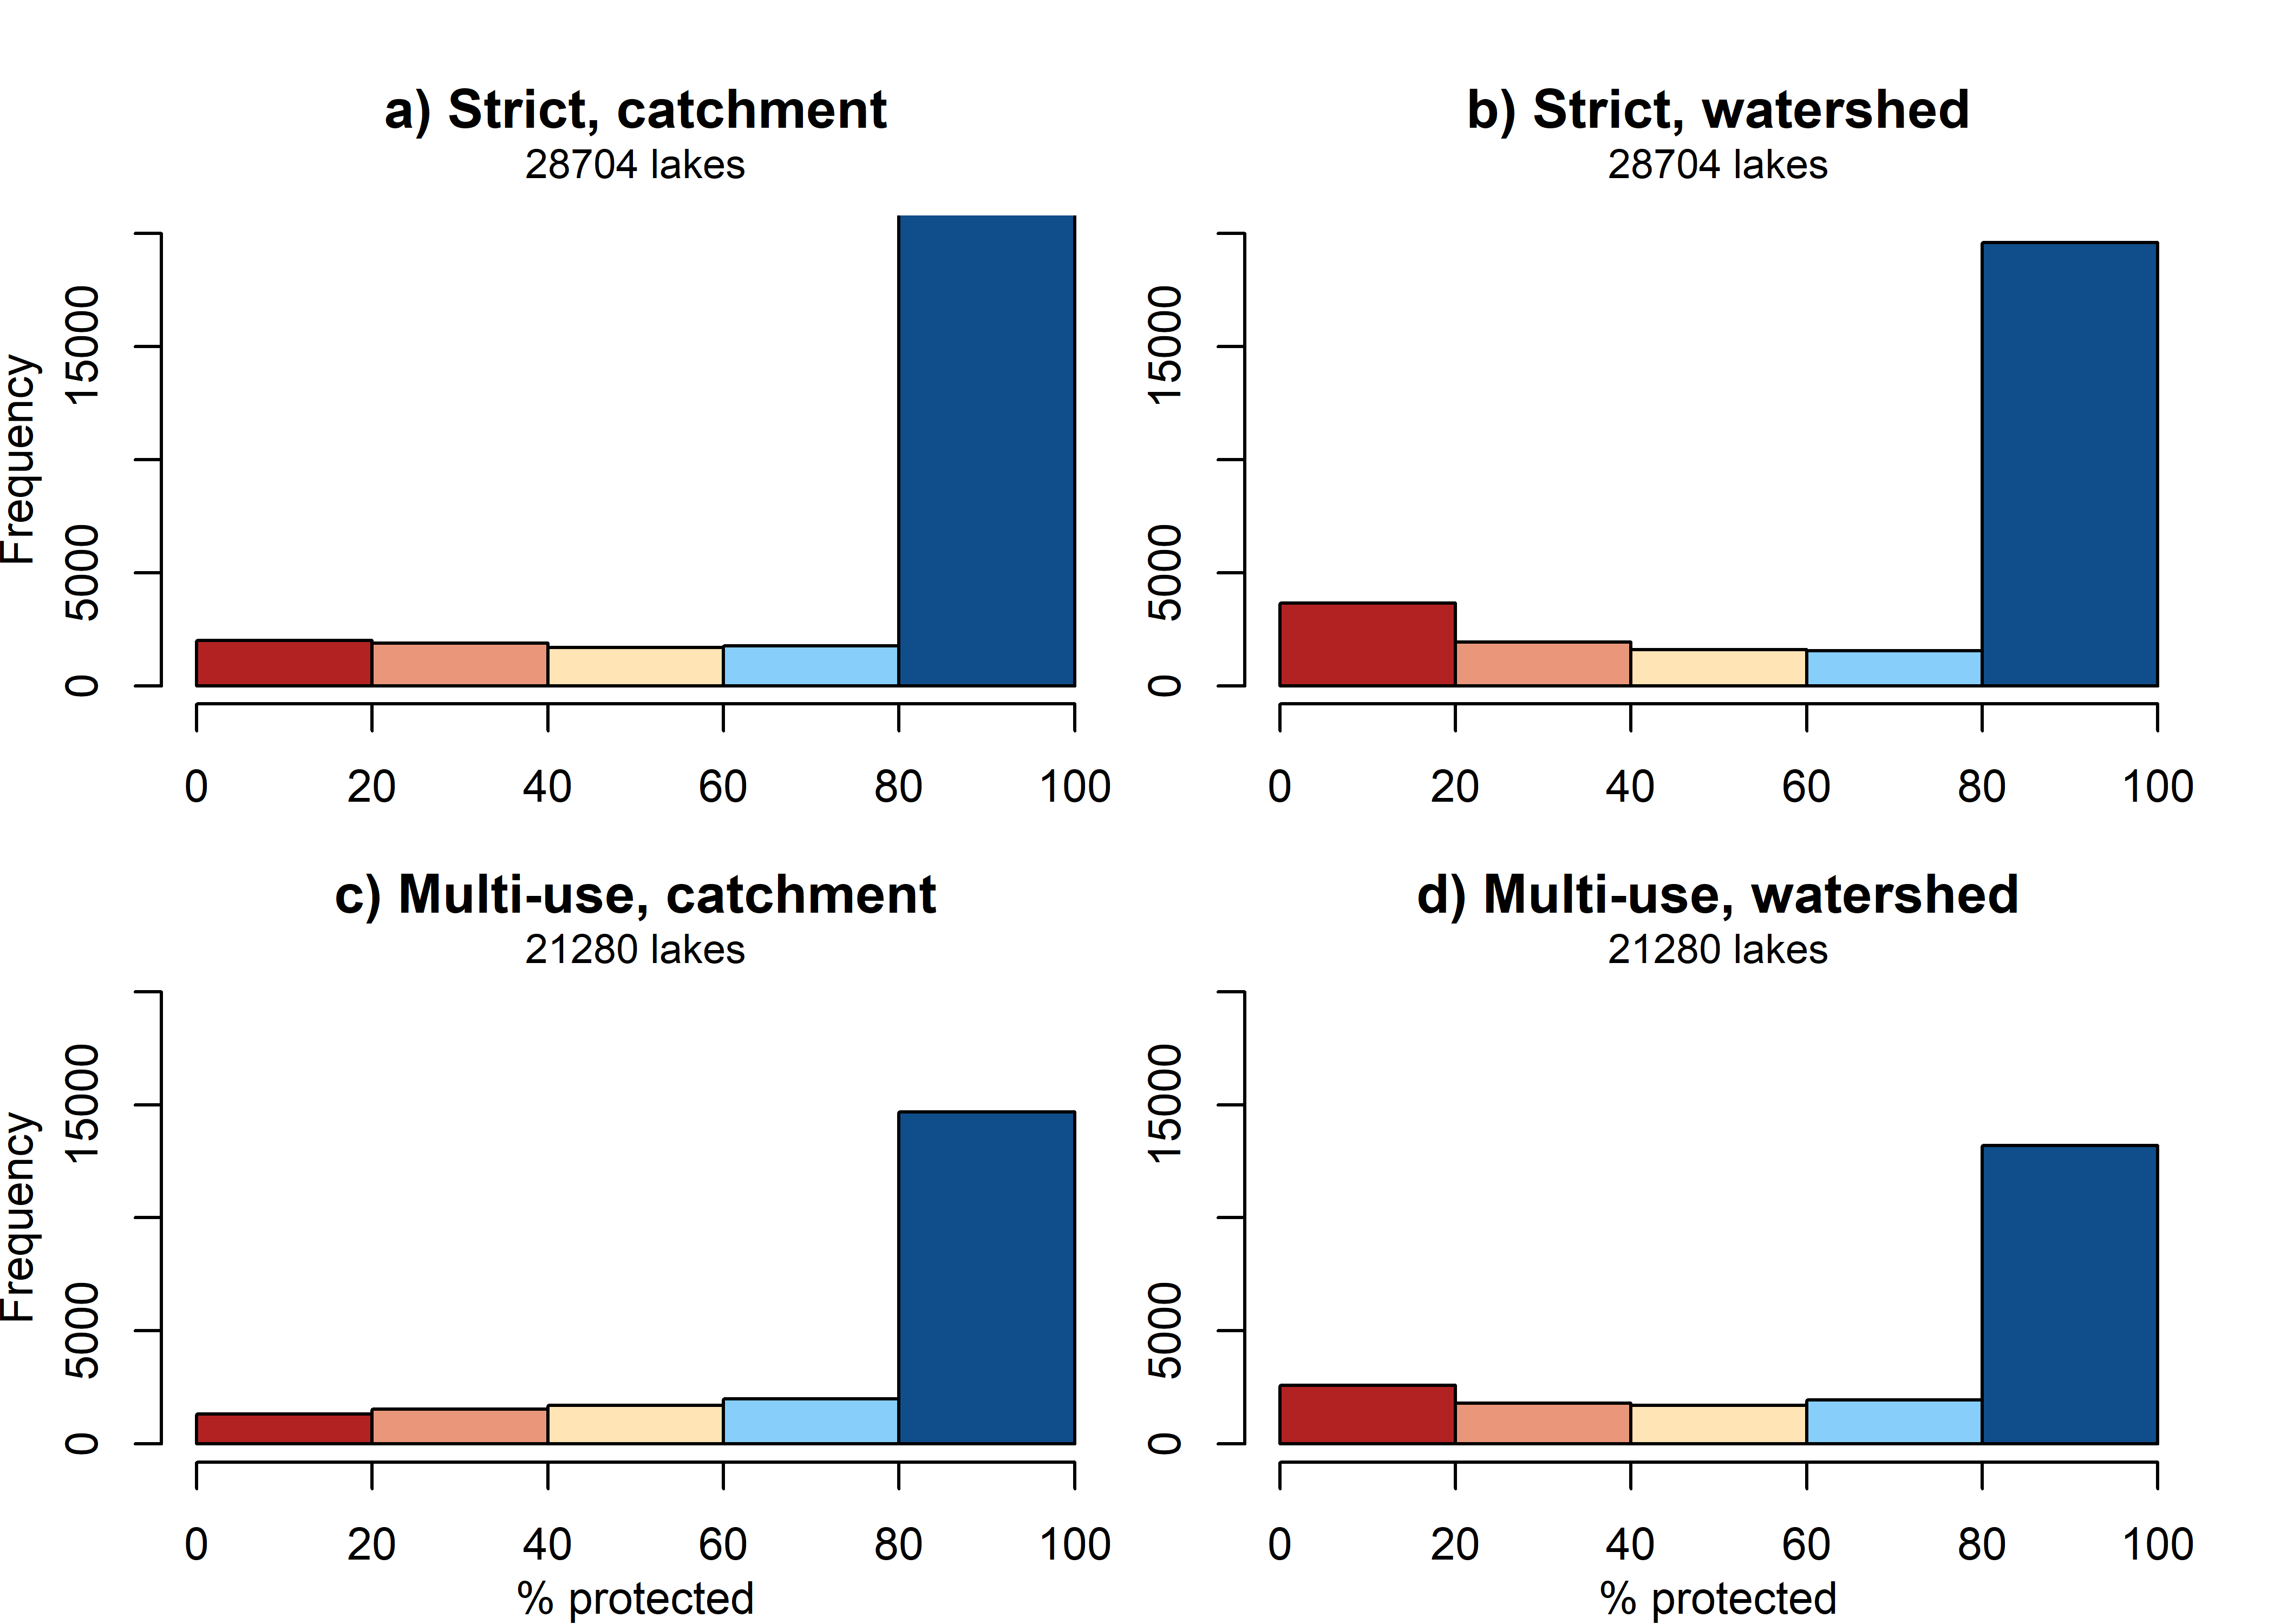 a) Strict, catchment
28704 lakes
b) Strict, watershed
28704 lakes
Frequency
0 5000 15000
0 20 40 60 80 100
0 5000 15000
0 20 40 60 80 100
c) Multi-use, catchment
21280 lakes
d) Multi-use, watershed
21280 lakes
Frequency
0 5000 15000
0 20 40 60 80 100
% protected
0 5000 15000
0 20 40 60 80 100
% protected